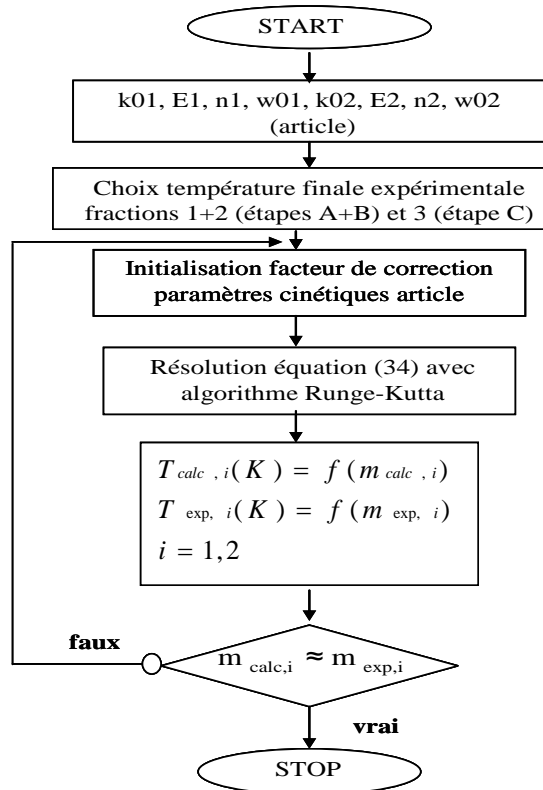 START
k01, E1, n1, w01, k02, E2, n2, w02
(article)
Choix température finale expérimentale
fractions 1+2 (étapes A+B) et 3 (étape C)
Initialisation facteur de correction
paramètres cinétiques article
Résolution équation (34) avec
algorithme Runge-Kutta
T calc , i (K) = f (m calc , i)
T exp, i (K) = f (m exp, i)
i = 1,2
faux
m calc,i ≈ m exp,i
vrai
STOP